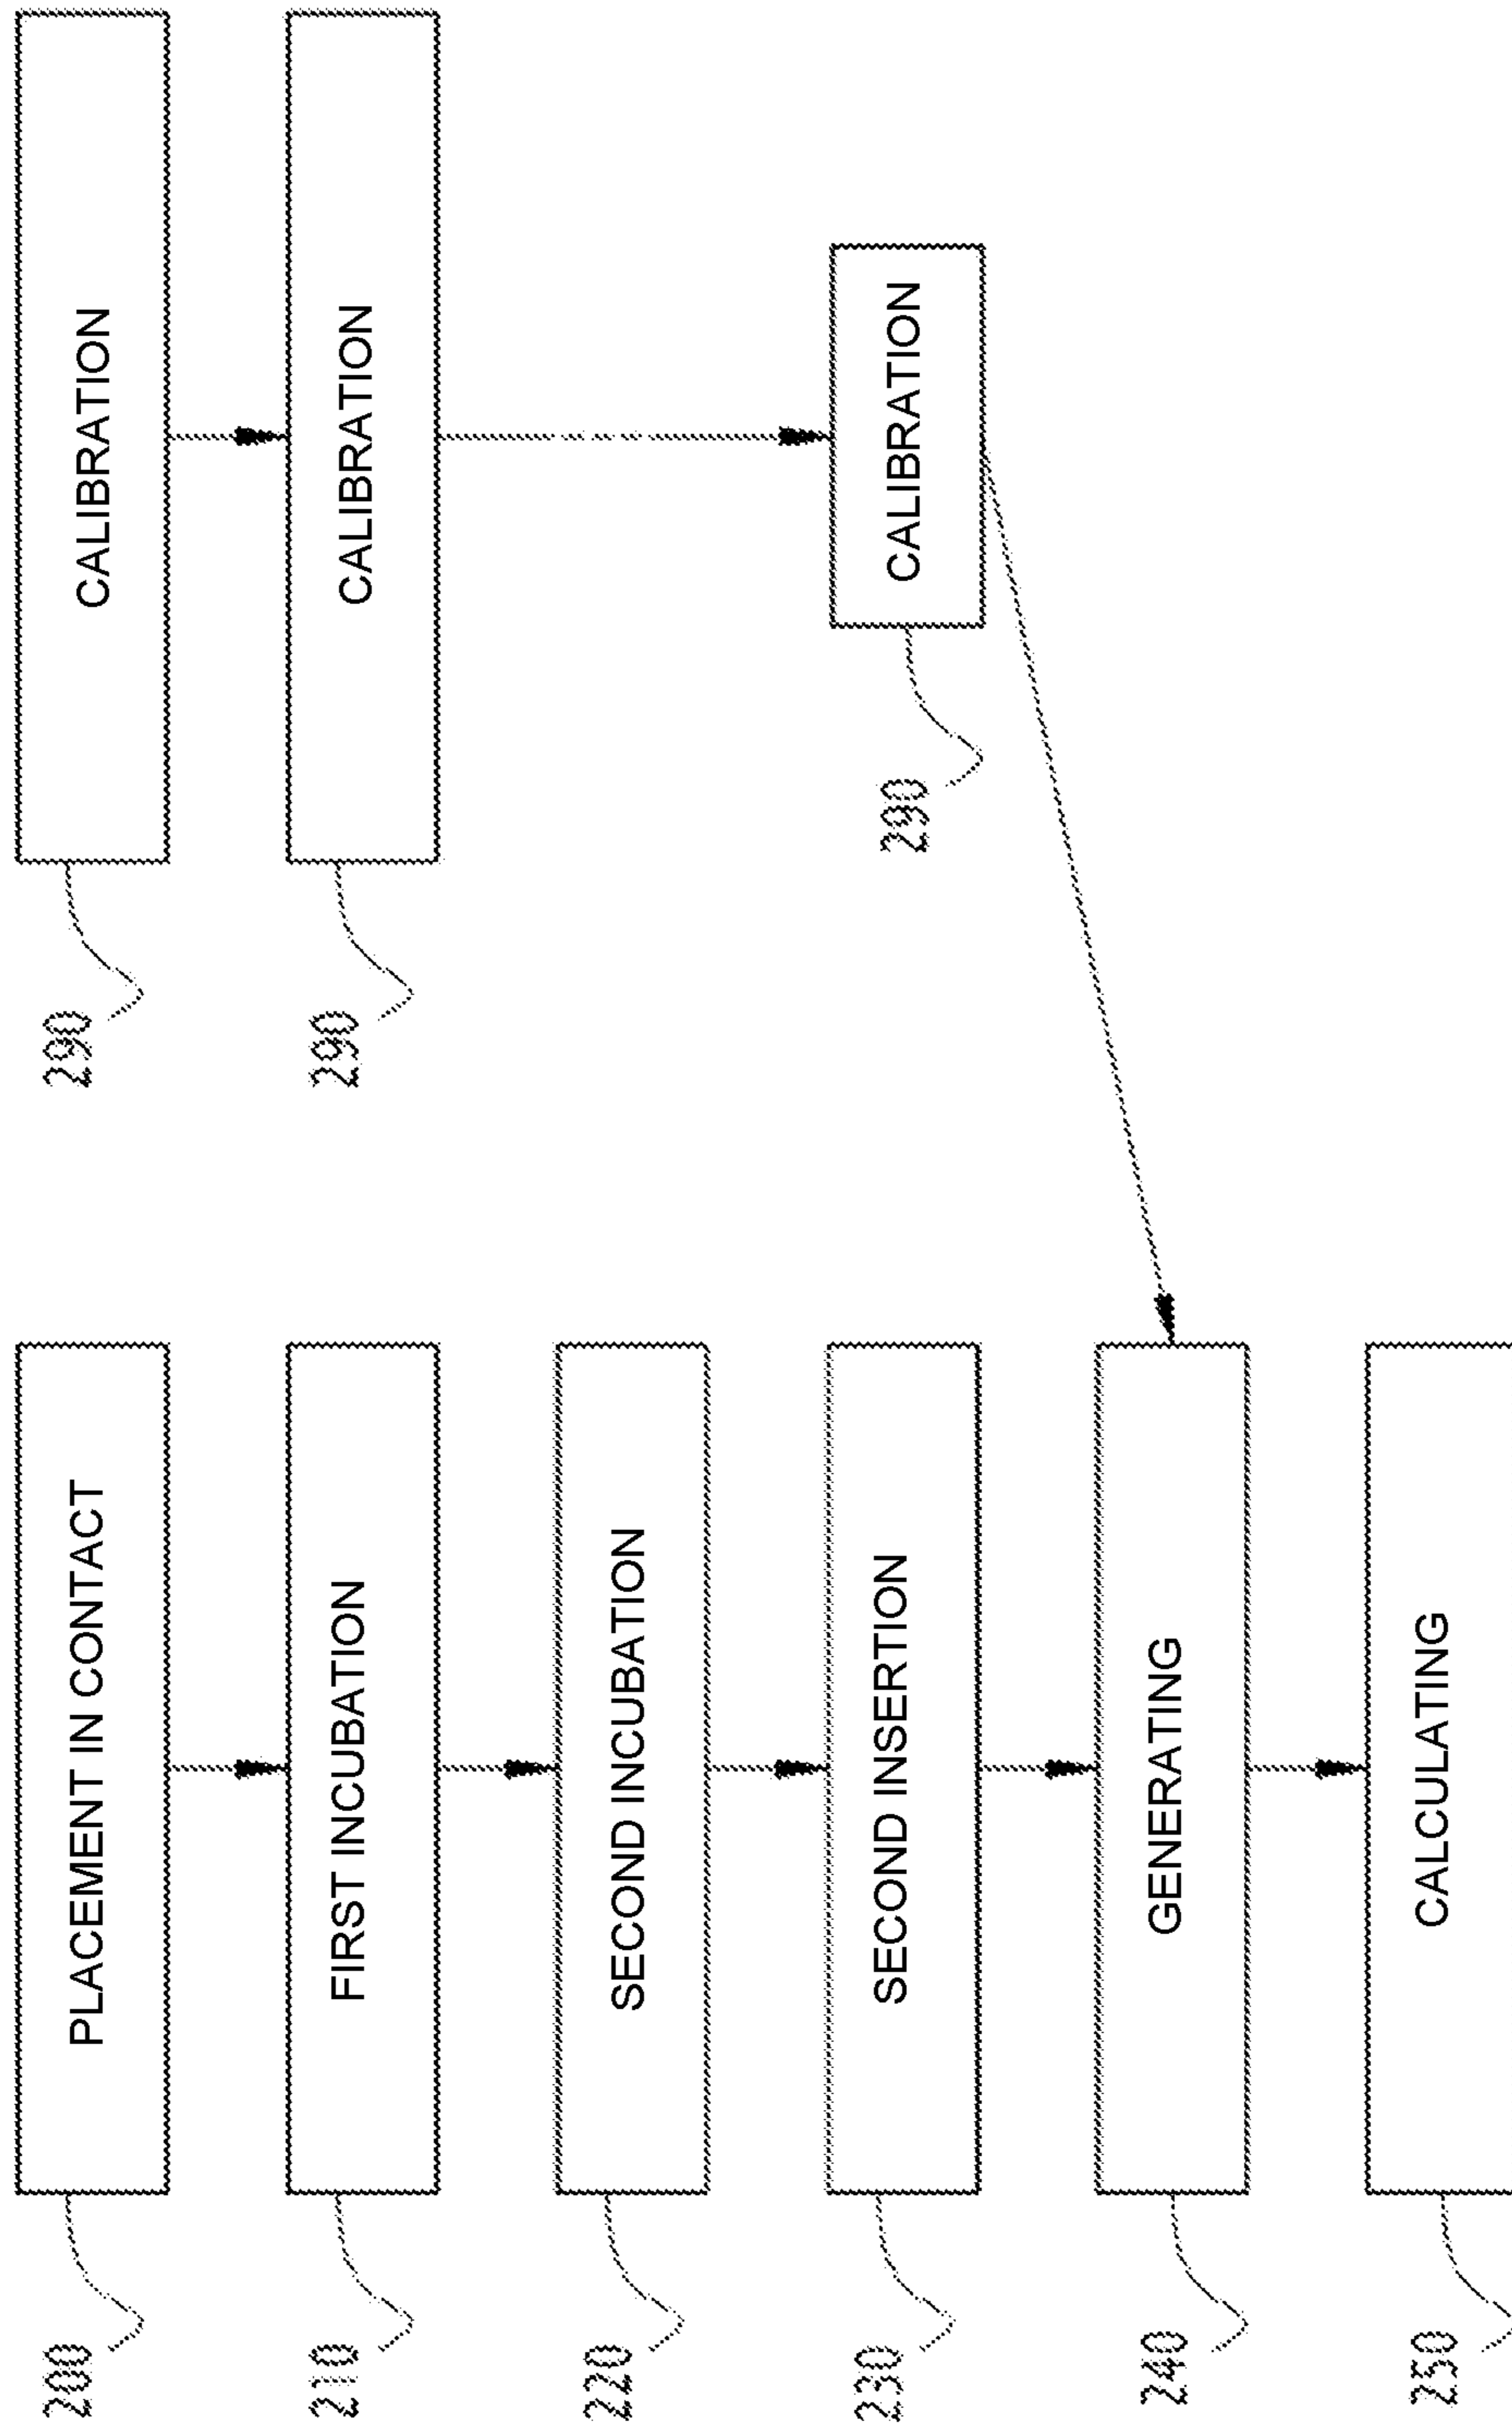 200
PLACEMENT IN CONTACT
210
FIRST INCUBATION
220
SECOND INCUBATION
230
SECOND INSERTION
240
GENERATING
250
CALCULATING
290
CALIBRATION
290
CALIBRATION
290
CALIBRATION